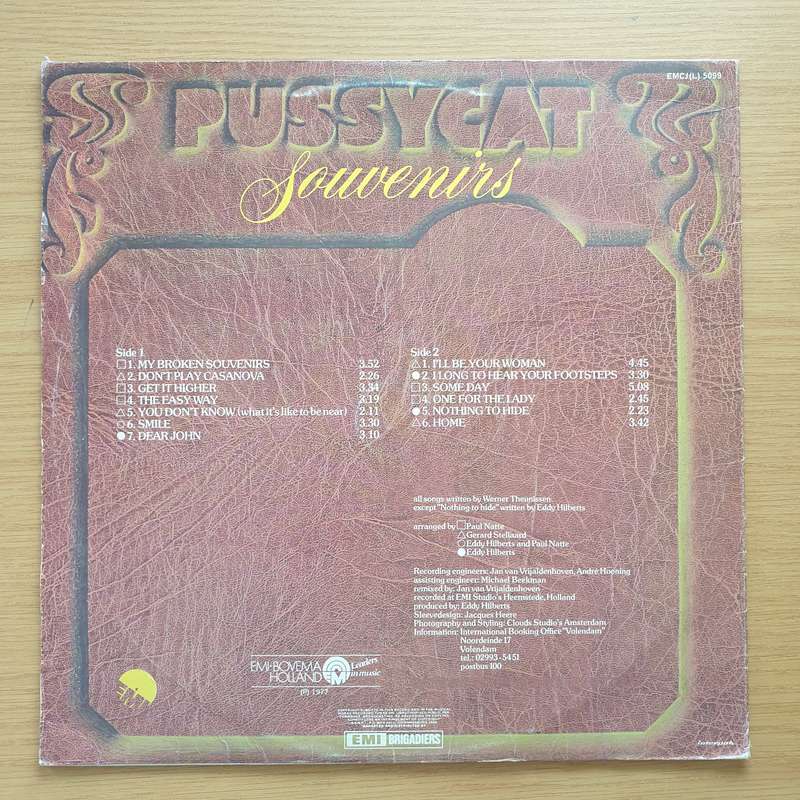 EMCJ(L) 5099
PUSSYCAT
Souvenirs
Side 1
□ 1. MY BROKEN SOUVENIRS 3.52
△ 2. DON'T PLAY CASANOVA 2.26
□ 3. GET IT HIGHER 3.34
□ 4. THE EASY WAY 3.19
△ 5. YOU DON'T KNOW (what it's like to be near) 2.11
○ 6. SMILE 3.30
● 7. DEAR JOHN 3.10
Side 2
△ 1. I'LL BE YOUR WOMAN 4.45
● 2. I LONG TO HEAR YOUR FOOTSTEPS 3.30
□ 3. SOME DAY 5.08
□ 4. ONE FOR THE LADY 2.45
● 5. NOTHING TO HIDE 2.23
△ 6. HOME 3.42
all songs written by Werner Theunissen
except "Nothing to hide" written by Eddy Hilberts
arranged by □ Paul Natte
△ Gerard Stellaard
○ Eddy Hilberts and Paul Natte
● Eddy Hilberts
Recording engineers: Jan van Vrijaldenhoven, André Hoening
assisting engineer: Michael Beekman
remixed by: Jan van Vrijaldenhoven
recorded at EMI Studio's Heemstede, Holland
produced by: Eddy Hilberts
Sleevedesign: Jacques Heere
Photography and Styling: Clouds Studio's Amsterdam
Information: International Booking Office "Volendam"
Noordeinde 17
Volendam
tel.: 02993-5451
postbus 100
EMI
EMI-BOVEMA
HOLLAND
Leaders
in music
(P) 1977
EMI BRIGADIERS